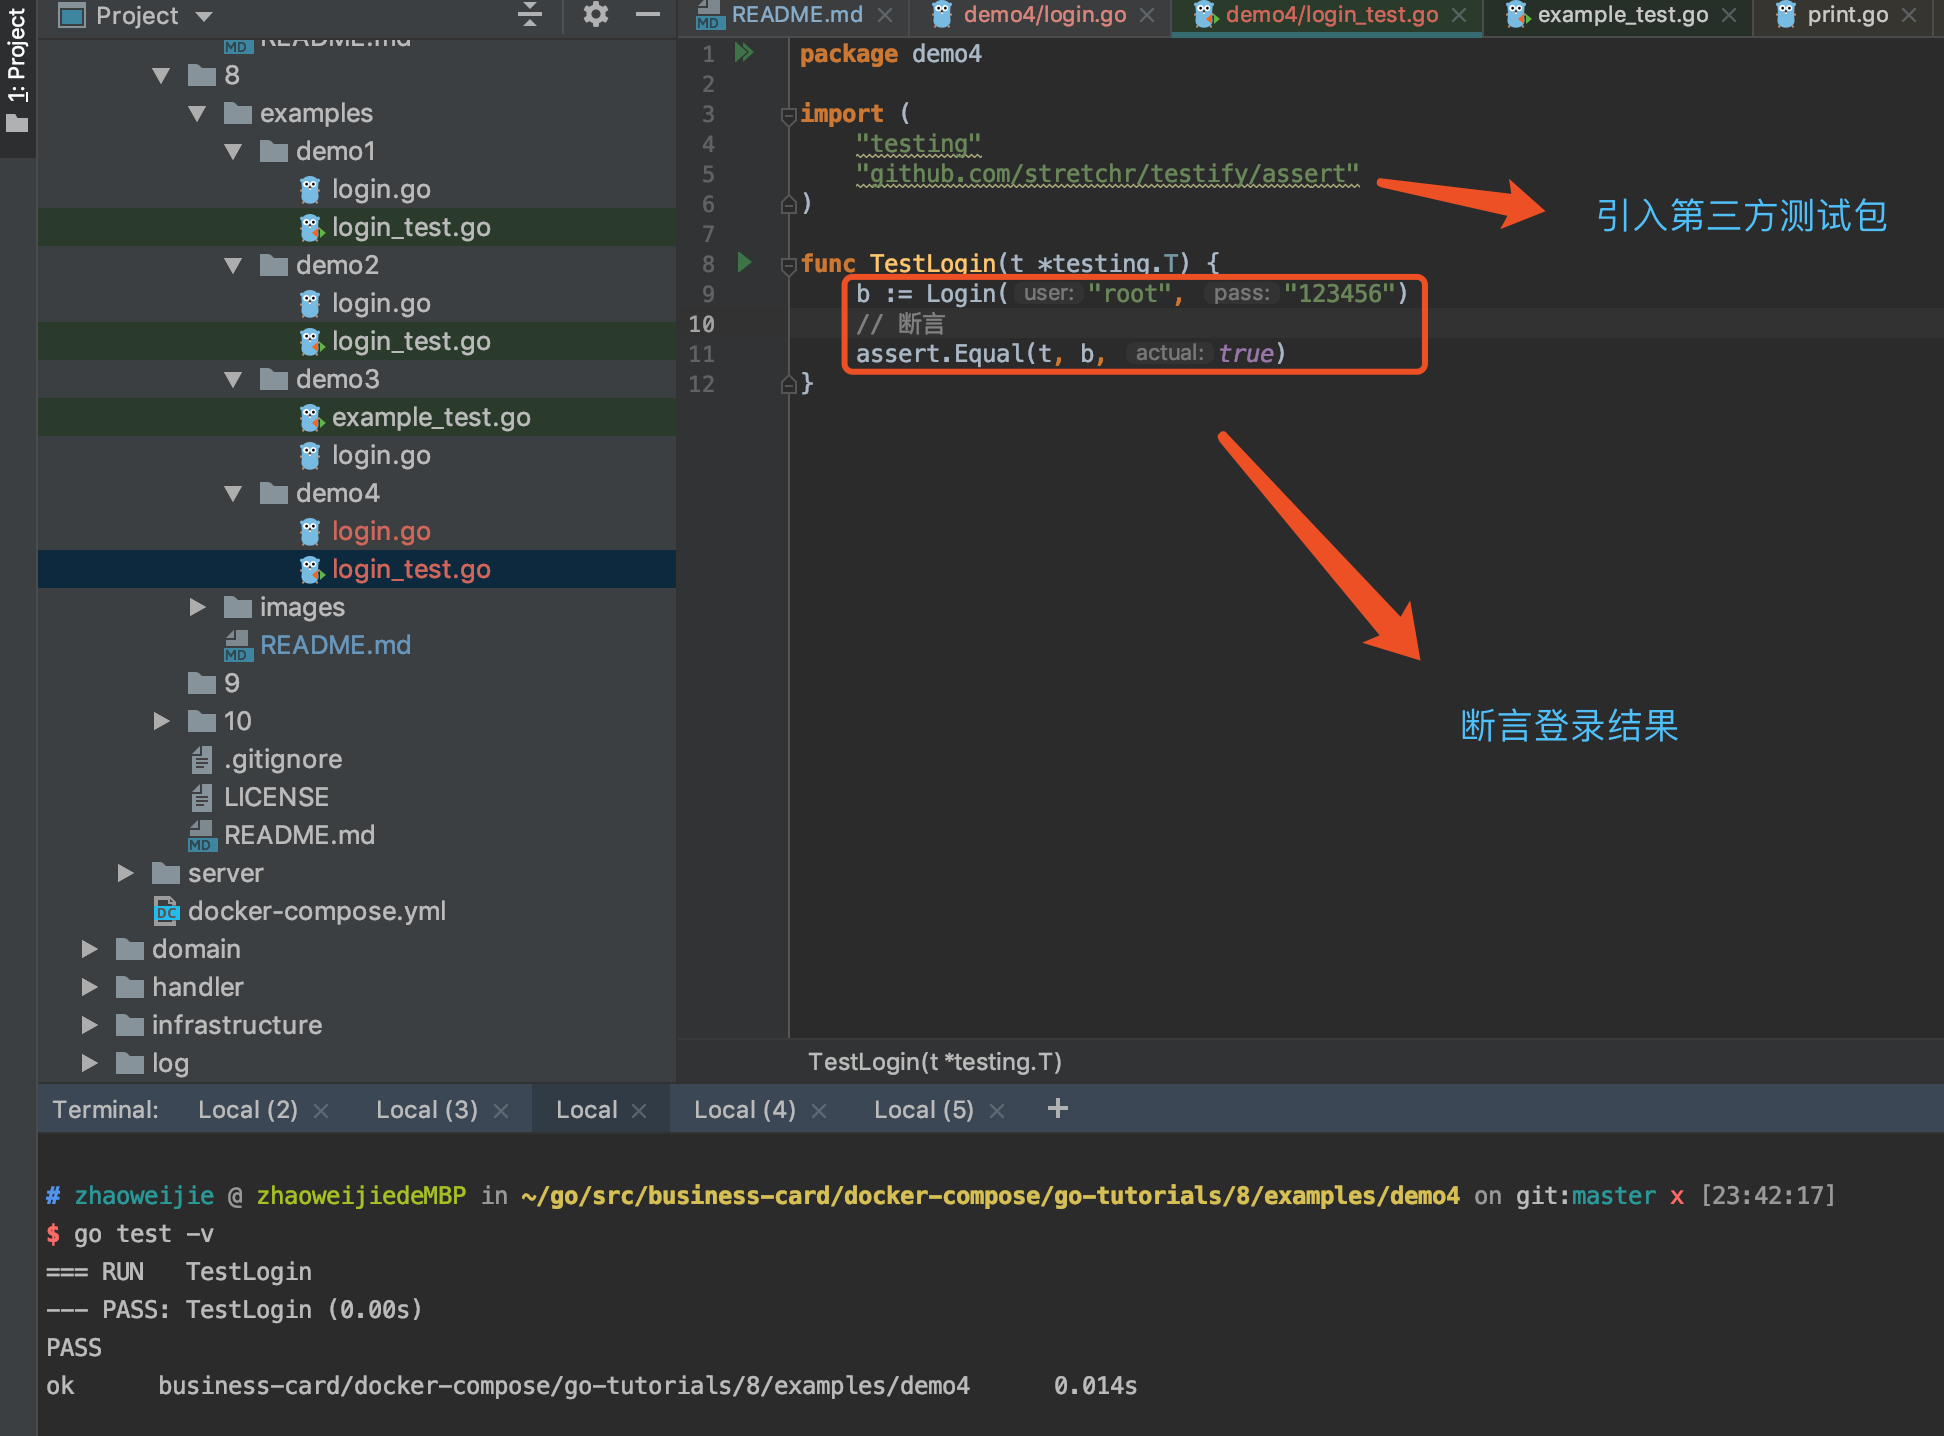 1: Project
Project
README.md
8
examples
demo1
login.go
login_test.go
demo2
login.go
login_test.go
demo3
example_test.go
login.go
demo4
login.go
login_test.go
images
MD README.md
9
10
.gitignore
LICENSE
MD README.md
server
DC docker-compose.yml
domain
handler
infrastructure
log
MD README.md
demo4/login.go
demo4/login_test.go
example_test.go
print.go
1 package demo4
2
3 import (
4 "testing"
5 "github.com/stretchr/testify/assert"
6 )
7
8 func TestLogin(t *testing.T) {
9 b := Login( user: "root", pass: "123456")
10 // 断言
11 assert.Equal(t, b, actual: true)
12 }
引入第三方测试包
断言登录结果
TestLogin(t *testing.T)
Terminal: Local (2) Local (3) Local Local (4) Local (5) +
# zhaoweijie @ zhaoweijiedeMBP in ~/go/src/business-card/docker-compose/go-tutorials/8/examples/demo4 on git:master x [23:42:17]
$ go test -v
=== RUN TestLogin
--- PASS: TestLogin (0.00s)
PASS
ok business-card/docker-compose/go-tutorials/8/examples/demo4 0.014s